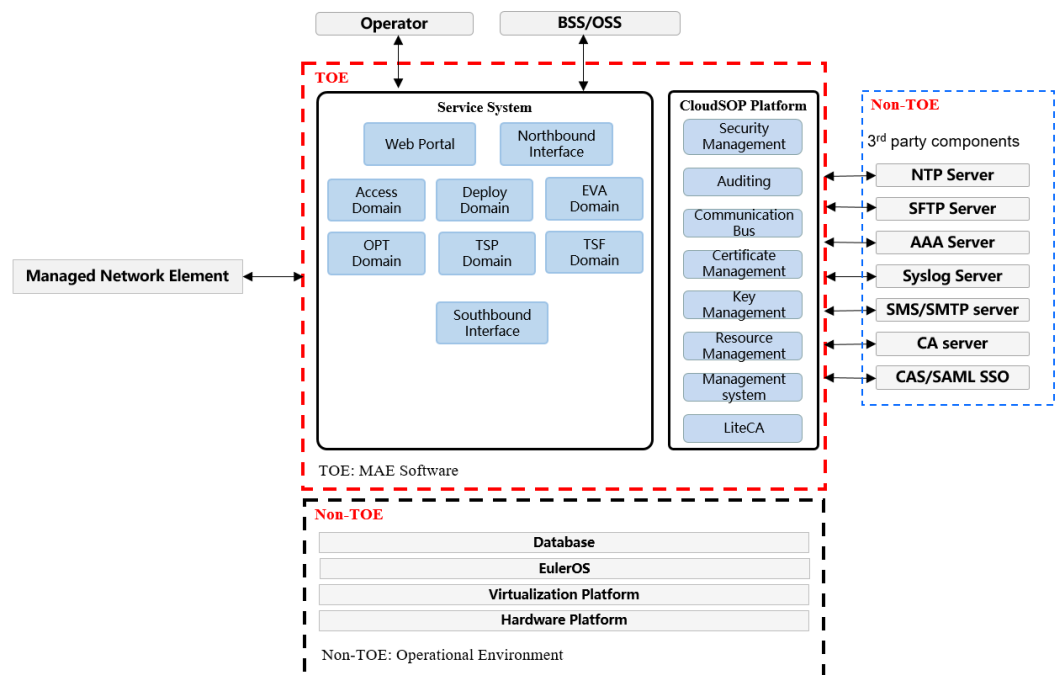 Operator
BSS/OSS
TOE
Service System
Web Portal
Northbound
Interface
Access
Domain
Deploy
Domain
EVA
Domain
OPT
Domain
TSP
Domain
TSF
Domain
Southbound
Interface
TOE: MAE Software
CloudSOP Platform
Security
Management
Auditing
Communication
Bus
Certificate
Management
Key
Management
Resource
Management
Management
system
LiteCA
Managed Network Element
Non-TOE
3rd party components
NTP Server
SFTP Server
AAA Server
Syslog Server
SMS/SMTP server
CA server
CAS/SAML SSO
Non-TOE
Database
EulerOS
Virtualization Platform
Hardware Platform
Non-TOE: Operational Environment